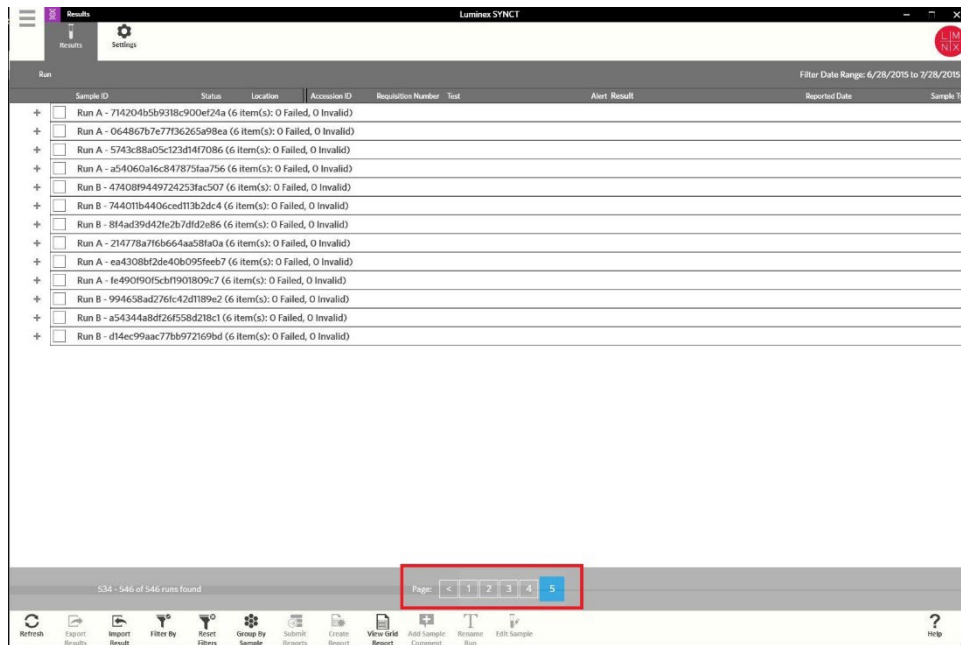 Results
Luminex SYNCT
Results
Settings
L M
N X
Run
Filter Date Range: 6/28/2015 to 7/28/2015
Sample ID Status Location Accession ID Requisition Number Test Alert Result Reported Date Sample Ty
Run A - 714204b5b9318c900ef24a (6 item(s): 0 Failed, 0 Invalid)
Run A - 064867b7e77f36265a98ea (6 item(s): 0 Failed, 0 Invalid)
Run A - 5743c88a05c123d14f7086 (6 item(s): 0 Failed, 0 Invalid)
Run A - a54060a16c847875faa756 (6 item(s): 0 Failed, 0 Invalid)
Run B - 47408f9449724253fac507 (6 item(s): 0 Failed, 0 Invalid)
Run B - 744011b4406ced113b2dc4 (6 item(s): 0 Failed, 0 Invalid)
Run B - 8f4ad39d42fe2b7dfd2e86 (6 item(s): 0 Failed, 0 Invalid)
Run A - 214778a7f6b664aa58fa0a (6 item(s): 0 Failed, 0 Invalid)
Run A - ea4308bf2de40b095feeb7 (6 item(s): 0 Failed, 0 Invalid)
Run A - fe490f90f5cbf1901809c7 (6 item(s): 0 Failed, 0 Invalid)
Run B - 994658ad276fc42d1189e2 (6 item(s): 0 Failed, 0 Invalid)
Run B - a54344a8df26f558d218c1 (6 item(s): 0 Failed, 0 Invalid)
Run B - d14ec99aac77bb972169bd (6 item(s): 0 Failed, 0 Invalid)
534 - 546 of 546 runs found
Page: < 1 2 3 4 5
Refresh
Export Results
Import Result
Filter By
Reset Filters
Group By Sample
Submit Reports
Create Report
View Grid Report
Add Sample Comment
Rename Run
Edit Sample
? Help